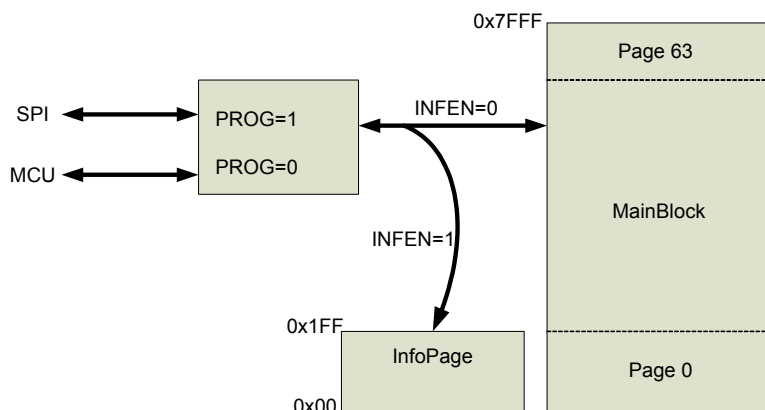 0x7FFF
Page 63
SPI
PROG=1
INFEN=0
MCU
PROG=0
MainBlock
INFEN=1
0x1FF
InfoPage
Page 0
0x00